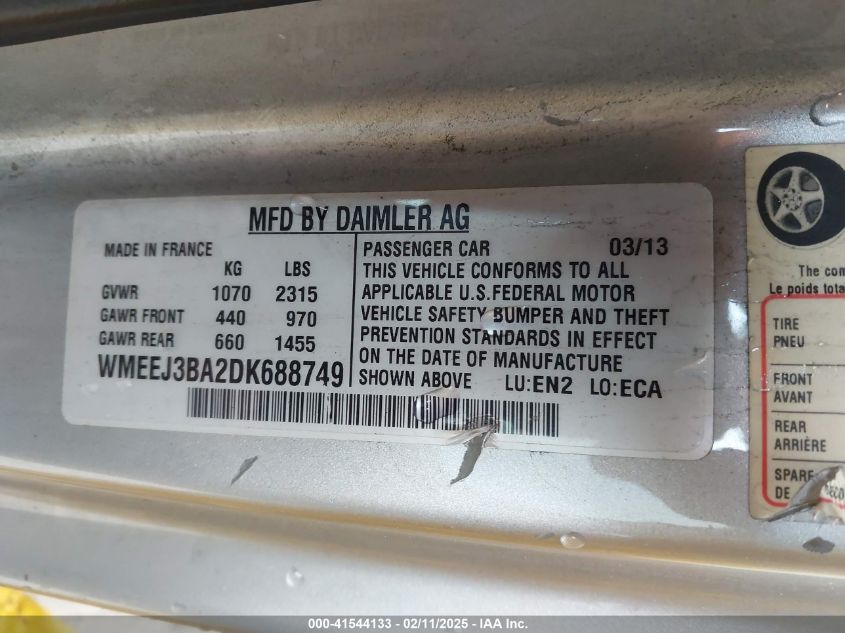 MFD BY DAIMLER AG
MADE IN FRANCE
KG LBS
GVWR 1070 2315
GAWR FRONT 440 970
GAWR REAR 660 1455
WMEEJ3BA2DK688749
PASSENGER CAR 03/13
THIS VEHICLE CONFORMS TO ALL
APPLICABLE U.S.FEDERAL MOTOR
VEHICLE SAFETY BUMPER AND THEFT
PREVENTION STANDARDS IN EFFECT
ON THE DATE OF MANUFACTURE
SHOWN ABOVE LU:EN2 LO:ECA
The com
Le poids tota
TIRE
PNEU
FRONT
AVANT
REAR
ARRIÈRE
SPARE
DE
000-41544133 - 02/11/2025 - IAA Inc.